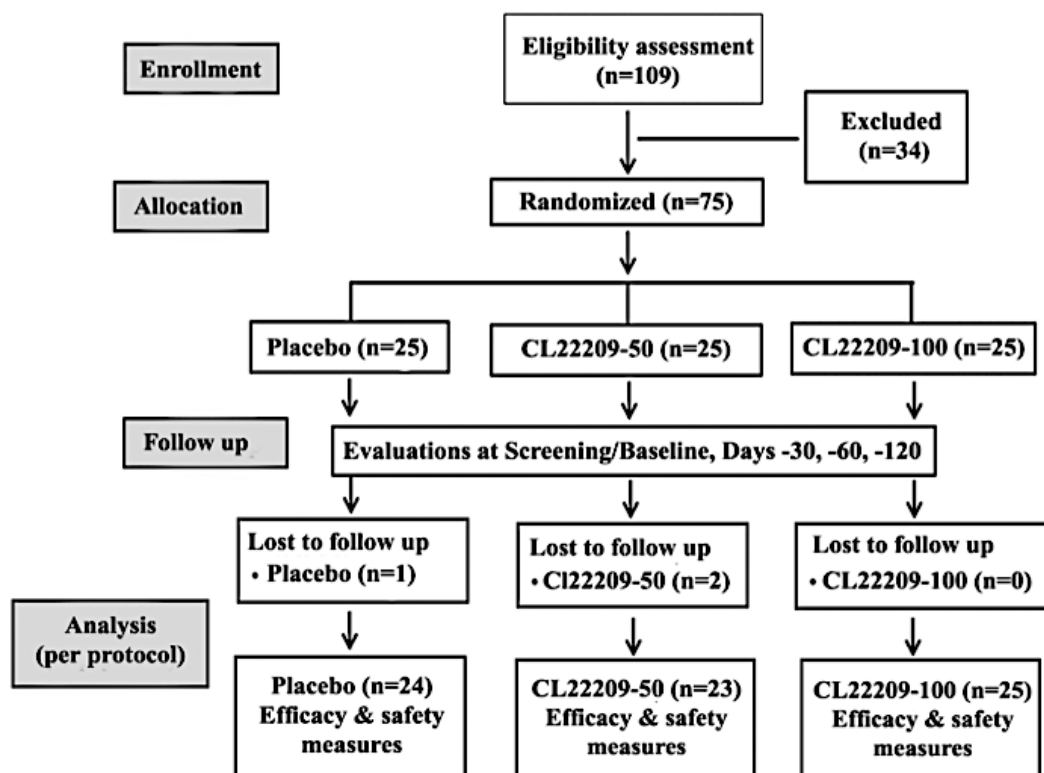 Enrollment
Eligibility assessment
(n=109)
Excluded
(n=34)
Allocation
Randomized (n=75)
Placebo (n=25)
CL22209-50 (n=25)
CL22209-100 (n=25)
Follow up
Evaluations at Screening/Baseline, Days -30, -60, -120
Lost to follow up
• Placebo (n=1)
Lost to follow up
• Cl22209-50 (n=2)
Lost to follow up
• CL22209-100 (n=0)
Analysis
(per protocol)
Placebo (n=24)
Efficacy & safety
measures
CL22209-50 (n=23)
Efficacy & safety
measures
CL22209-100 (n=25)
Efficacy & safety
measures